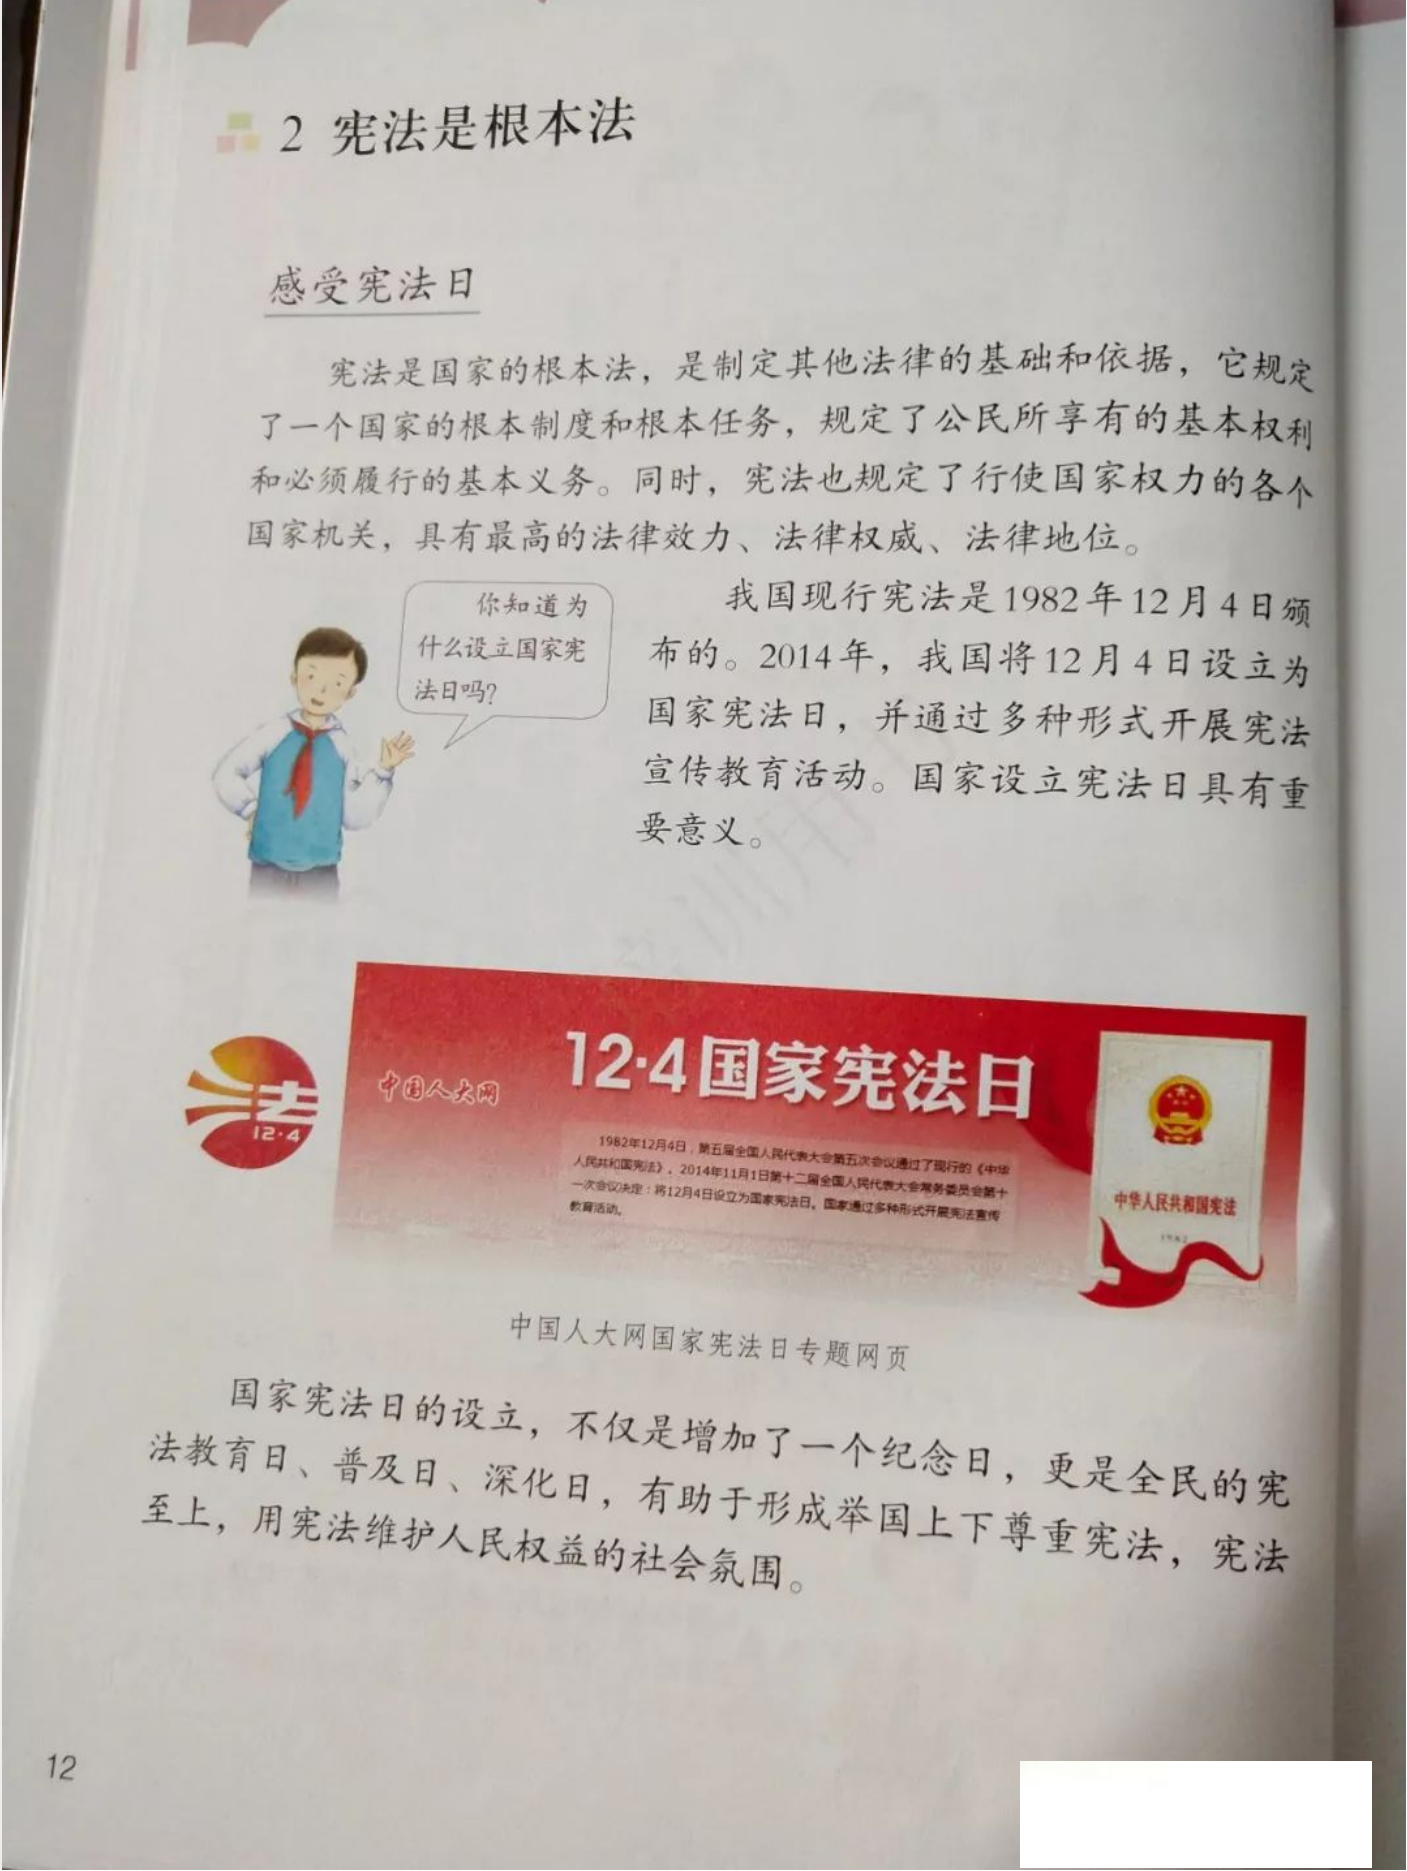 2 宪法是根本法
感受宪法日
宪法是国家的根本法，是制定其他法律的基础和依据，它规定
了一个国家的根本制度和根本任务，规定了公民所享有的基本权利
和必须履行的基本义务。同时，宪法也规定了行使国家权力的各个
国家机关，具有最高的法律效力、法律权威、法律地位。
你知道为
什么设立国家宪
法日吗？
我国现行宪法是1982年12月4日颁
布的。2014年，我国将12月4日设立为
国家宪法日，并通过多种形式开展宪法
宣传教育活动。国家设立宪法日具有重
要意义。
法
12·4
中国人大网
12·4国家宪法日
1982年12月4日，第五届全国人民代表大会第五次会议通过了现行的《中华
人民共和国宪法》。2014年11月1日第十二届全国人民代表大会常务委员会第十
一次会议决定：将12月4日设立为国家宪法日。国家通过多种形式开展宪法宣传
教育活动。
中华人民共和国宪法
1982
中国人大网国家宪法日专题网页
国家宪法日的设立，不仅是增加了一个纪念日，更是全民的宪
法教育日、普及日、深化日，有助于形成举国上下尊重宪法，宪法
至上，用宪法维护人民权益的社会氛围。
12